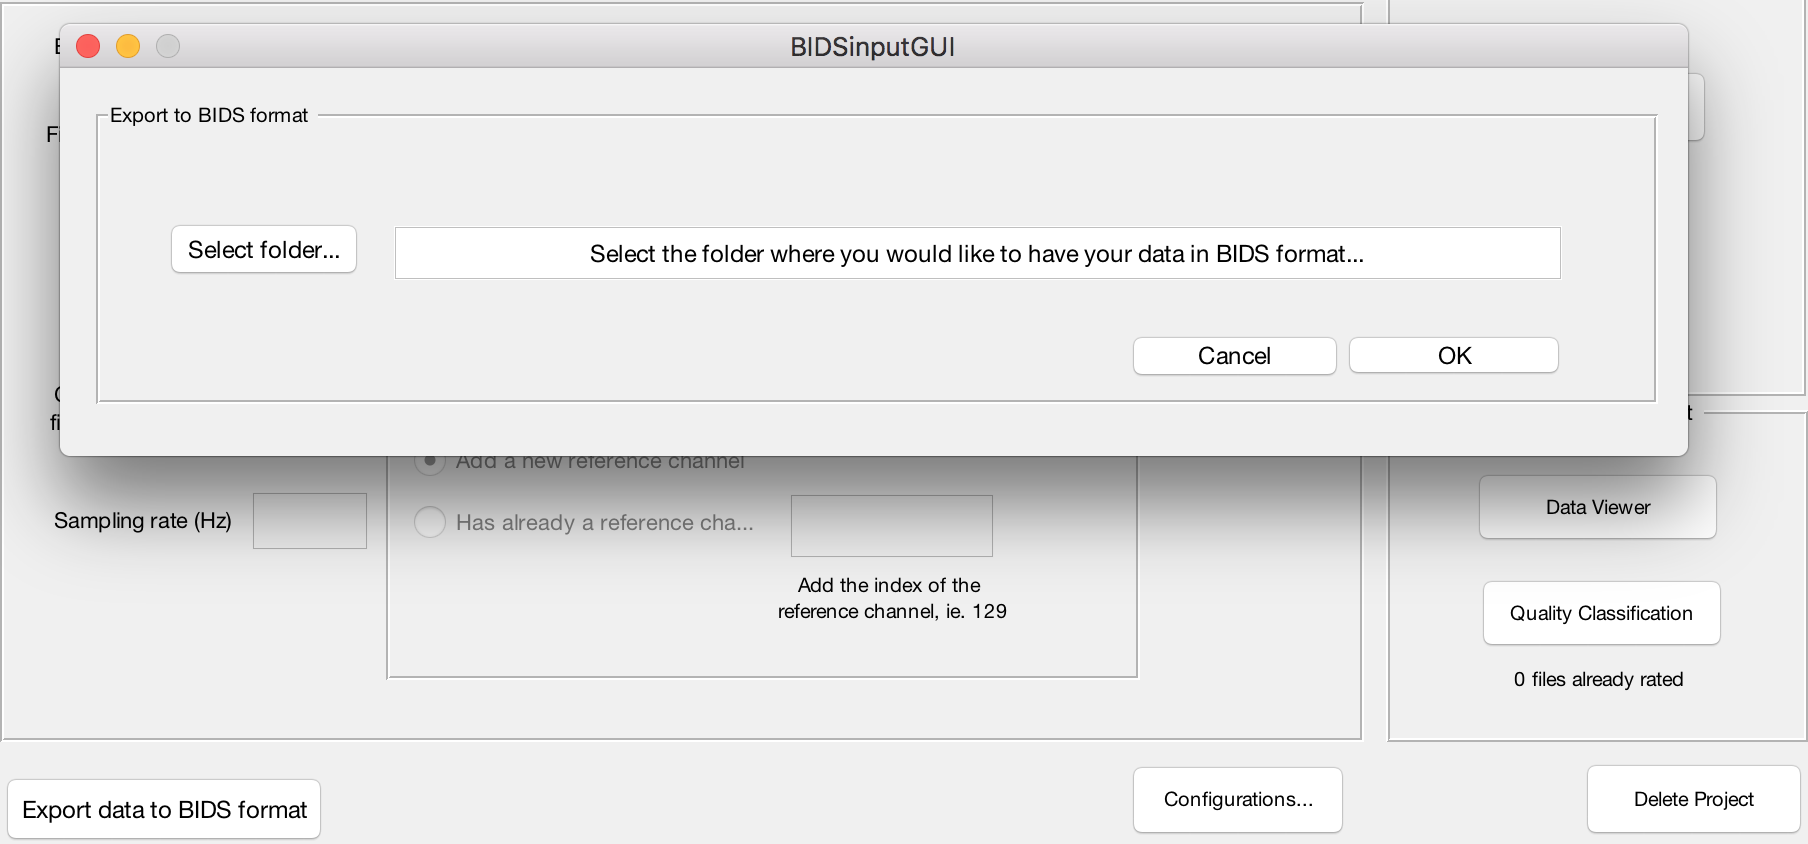 BIDSinputGUI
Export to BIDS format
Select folder...
Select the folder where you would like to have your data in BIDS format...
Cancel
OK
Add a new reference channel
Sampling rate (Hz)
Has already a reference cha...
Add the index of the
reference channel, ie. 129
Data Viewer
Quality Classification
0 files already rated
Export data to BIDS format
Configurations...
Delete Project